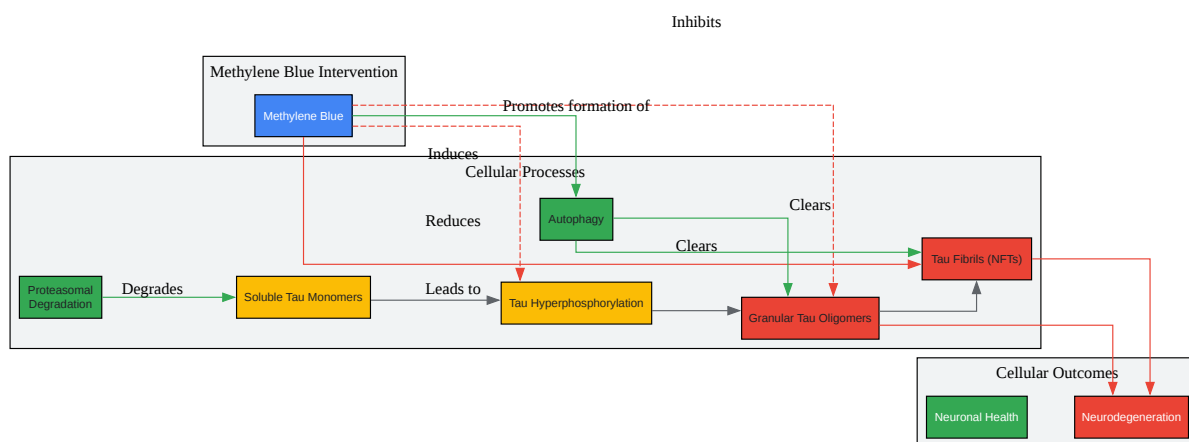 Inhibits
Methylene Blue Intervention
Methylene Blue
Promotes formation of
Induces
Cellular Processes
Clears
Autophagy
Reduces
Clears
Tau Fibrils (NFTs)
Proteasomal
Degradation
Degrades
Soluble Tau Monomers
Leads to
Tau Hyperphosphorylation
Granular Tau Oligomers
Cellular Outcomes
Neuronal Health
Neurodegeneration